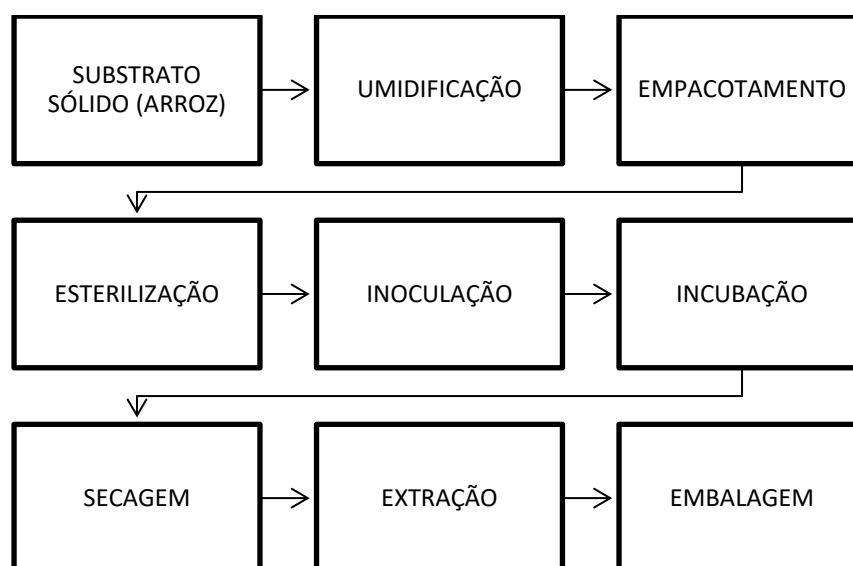 SUBSTRATO
SÓLIDO (ARROZ)
UMIDIFICAÇÃO
EMPACOTAMENTO
ESTERILIZAÇÃO
INOCULAÇÃO
INCUBAÇÃO
SECAGEM
EXTRAÇÃO
EMBALAGEM